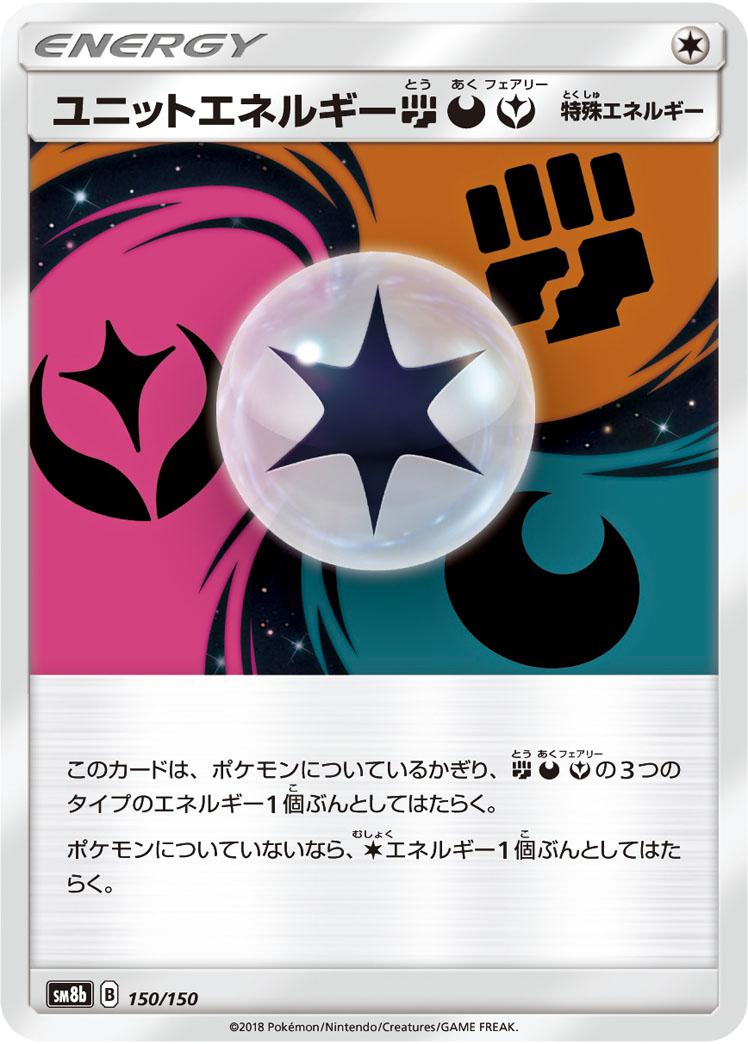 ENERGY
とう あく フェアリー とくしゅ
ユニットエネルギー 特殊エネルギー
とう あくフェアリー
このカードは、ポケモンについているかぎり、の3つの
こ
タイプのエネルギー1個ぶんとしてはたらく。
むしょく こ
ポケモンについていないなら、エネルギー1個ぶんとしてはた
らく。
SM8b B 150/150
©2018 Pokémon/Nintendo/Creatures/GAME FREAK.